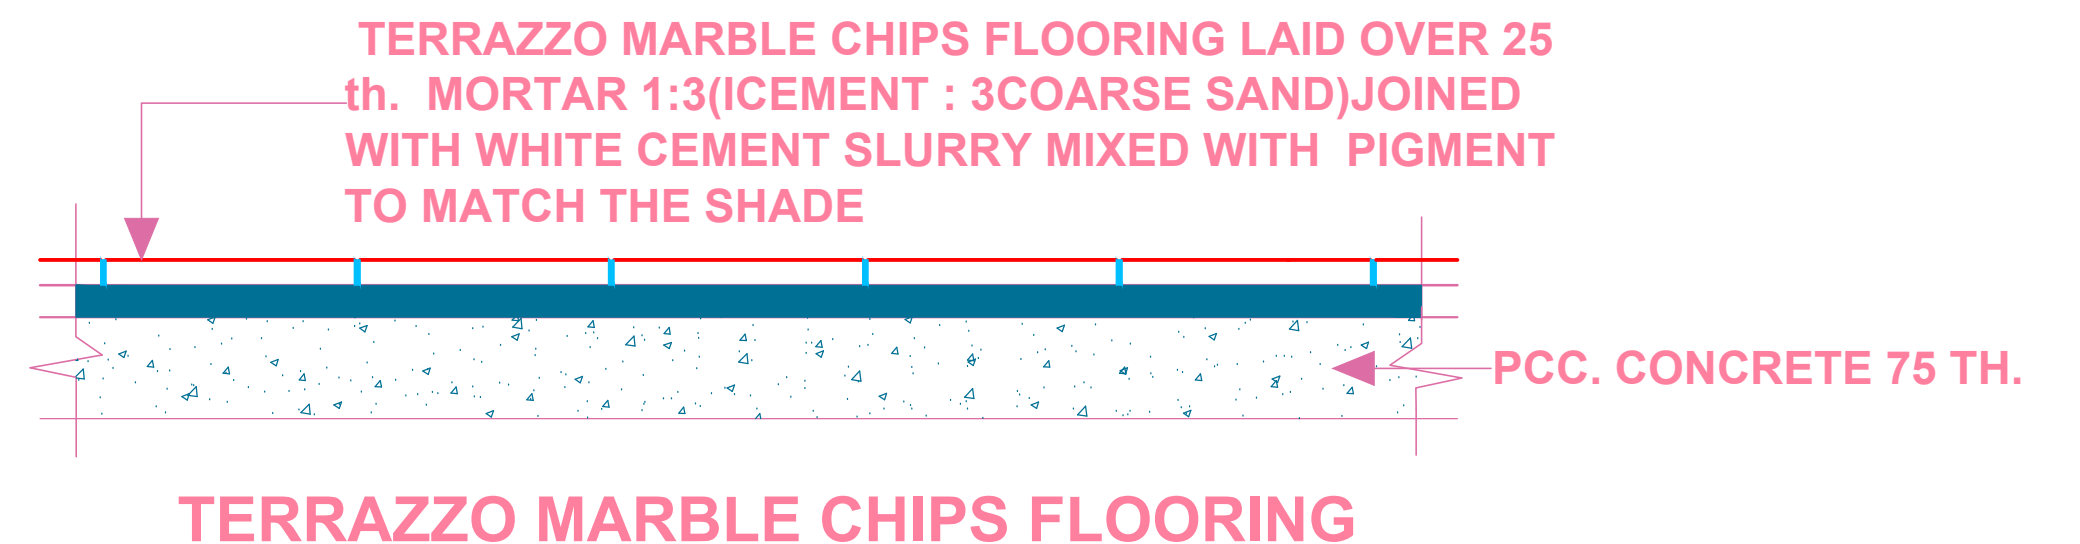 TERRAZZO MARBLE CHIPS FLOORING LAID OVER 25
th. MORTAR 1:3(ICEMENT : 3COARSE SAND)JOINED
WITH WHITE CEMENT SLURRY MIXED WITH PIGMENT
TO MATCH THE SHADE
PCC. CONCRETE 75 TH.
TERRAZZO MARBLE CHIPS FLOORING